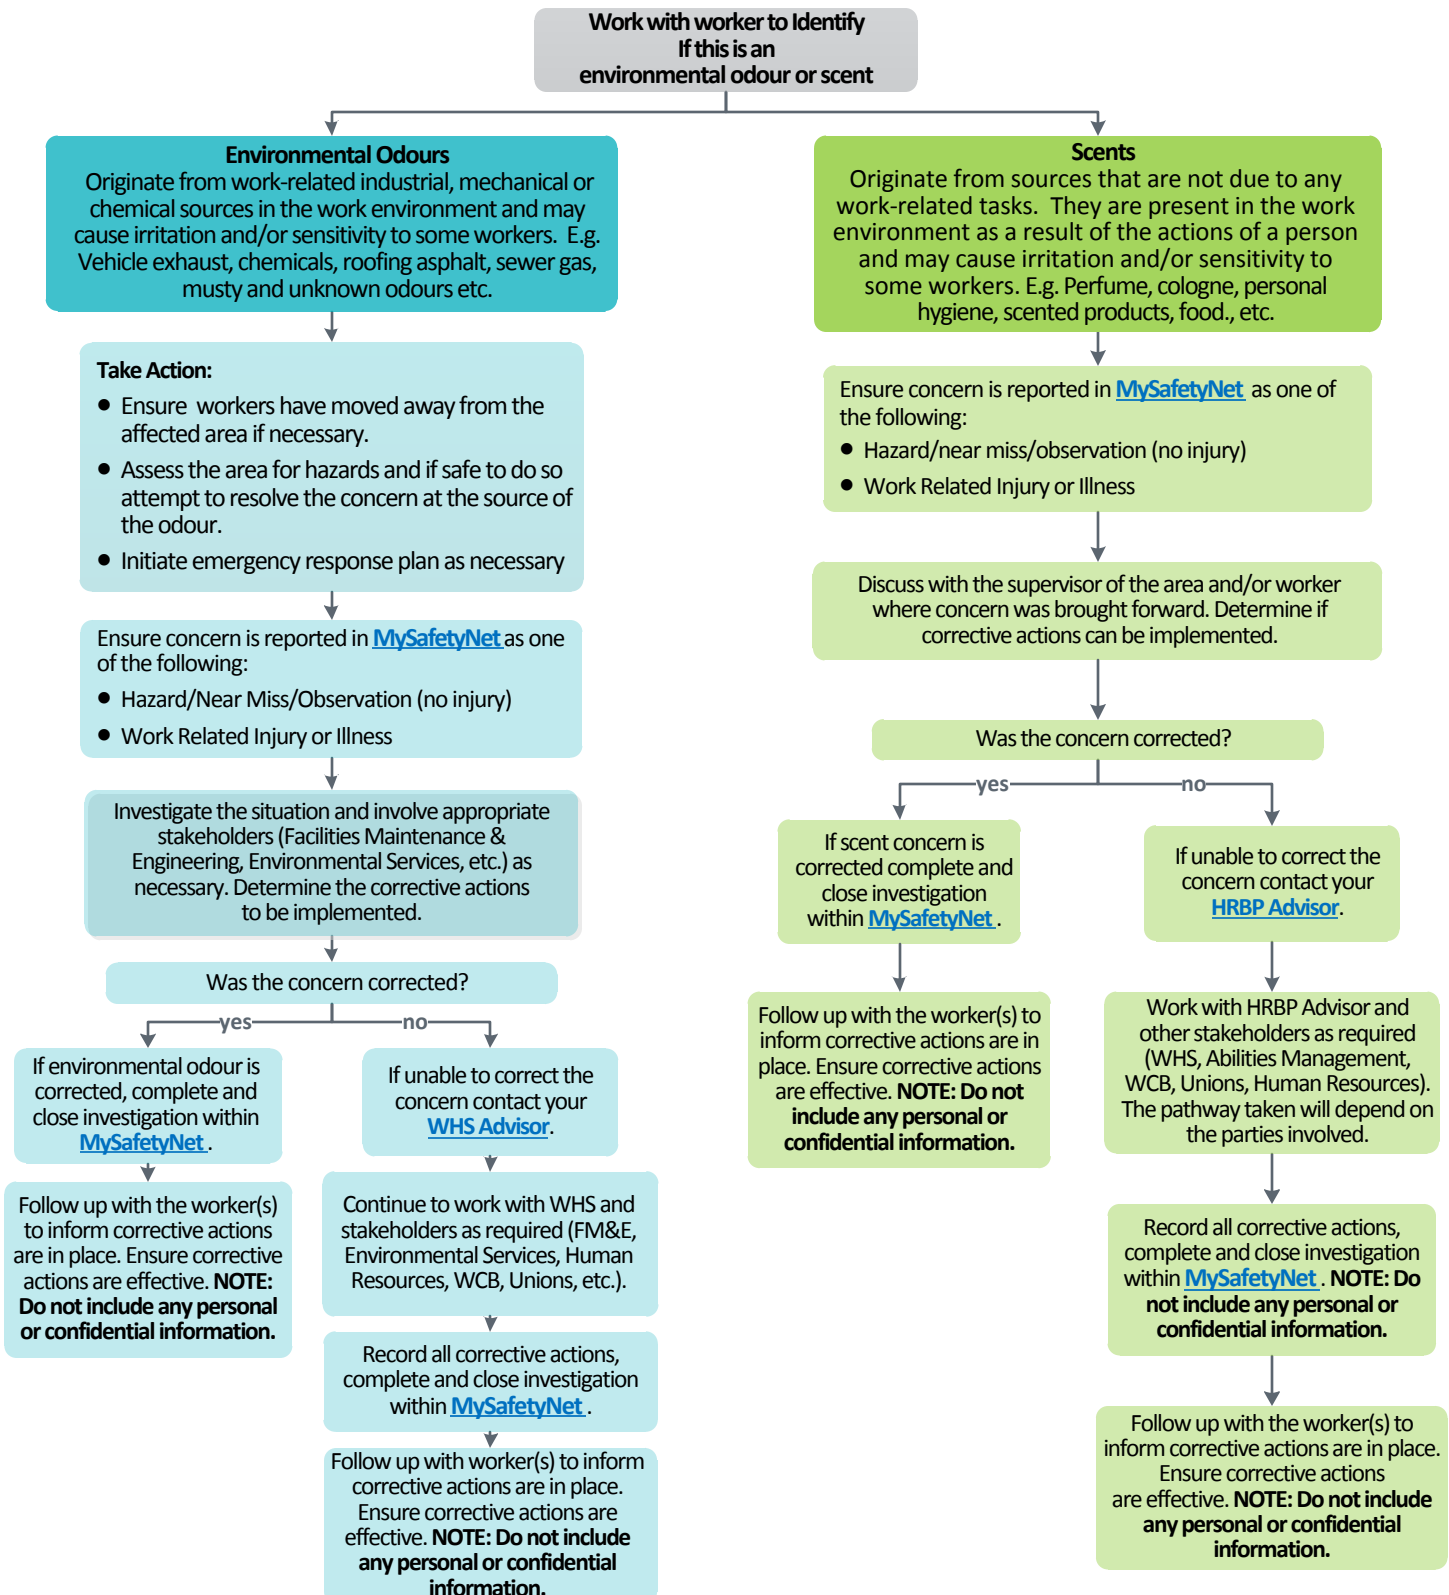 Work with worker to Identify
If this is an
environmental odour or scent
Environmental Odours
Originate from work-related industrial, mechanical or
chemical sources in the work environment and may
cause irritation and/or sensitivity to some workers.  E.g.
Vehicle exhaust, chemicals, roofing asphalt, sewer gas,
musty and unknown odours etc.
Take Action:
• Ensure  workers have moved away from the
affected area if necessary.
• Assess the area for hazards and if safe to do so
attempt to resolve the concern at the source of
the odour.
• Initiate emergency response plan as necessary
Ensure concern is reported in MySafetyNet as one
of the following:
• Hazard/Near Miss/Observation (no injury)
• Work Related Injury or Illness
Investigate the situation and involve appropriate
stakeholders (Facilities Maintenance &
Engineering, Environmental Services, etc.) as
necessary. Determine the corrective actions
to be implemented.
Was the concern corrected?
yes
no
If environmental odour is
corrected, complete and
close investigation within
MySafetyNet .
Follow up with the worker(s)
to inform corrective actions
are in place. Ensure corrective
actions are effective. NOTE:
Do not include any personal
or confidential information.
If unable to correct the
concern contact your
WHS Advisor.
Continue to work with WHS and
stakeholders as required (FM&E,
Environmental Services, Human
Resources, WCB, Unions, etc.).
Record all corrective actions,
complete and close investigation
within MySafetyNet .
Follow up with worker(s) to inform
corrective actions are in place.
Ensure corrective actions are
effective. NOTE: Do not include
any personal or confidential
information.
Scents
Originate from sources that are not due to any
work-related tasks.  They are present in the work
environment as a result of the actions of a person
and may cause irritation and/or sensitivity to
some workers. E.g. Perfume, cologne, personal
hygiene, scented products, food., etc.
Ensure concern is reported in MySafetyNet  as one of
the following:
• Hazard/near miss/observation (no injury)
• Work Related Injury or Illness
Discuss with the supervisor of the area and/or worker
where concern was brought forward. Determine if
corrective actions can be implemented.
Was the concern corrected?
yes
no
If scent concern is
corrected complete and
close investigation
within MySafetyNet .
Follow up with the worker(s) to
inform corrective actions are in
place. Ensure corrective actions
are effective. NOTE: Do not
include any personal or
confidential information.
If unable to correct the
concern contact your
HRBP Advisor.
Work with HRBP Advisor and
other stakeholders as required
(WHS, Abilities Management,
WCB, Unions, Human Resources).
The pathway taken will depend on
the parties involved.
Record all corrective actions,
complete and close investigation
within MySafetyNet . NOTE: Do
not include any personal or
confidential information.
Follow up with the worker(s) to
inform corrective actions are in place.
Ensure corrective actions
are effective. NOTE: Do not include
any personal or confidential
information.